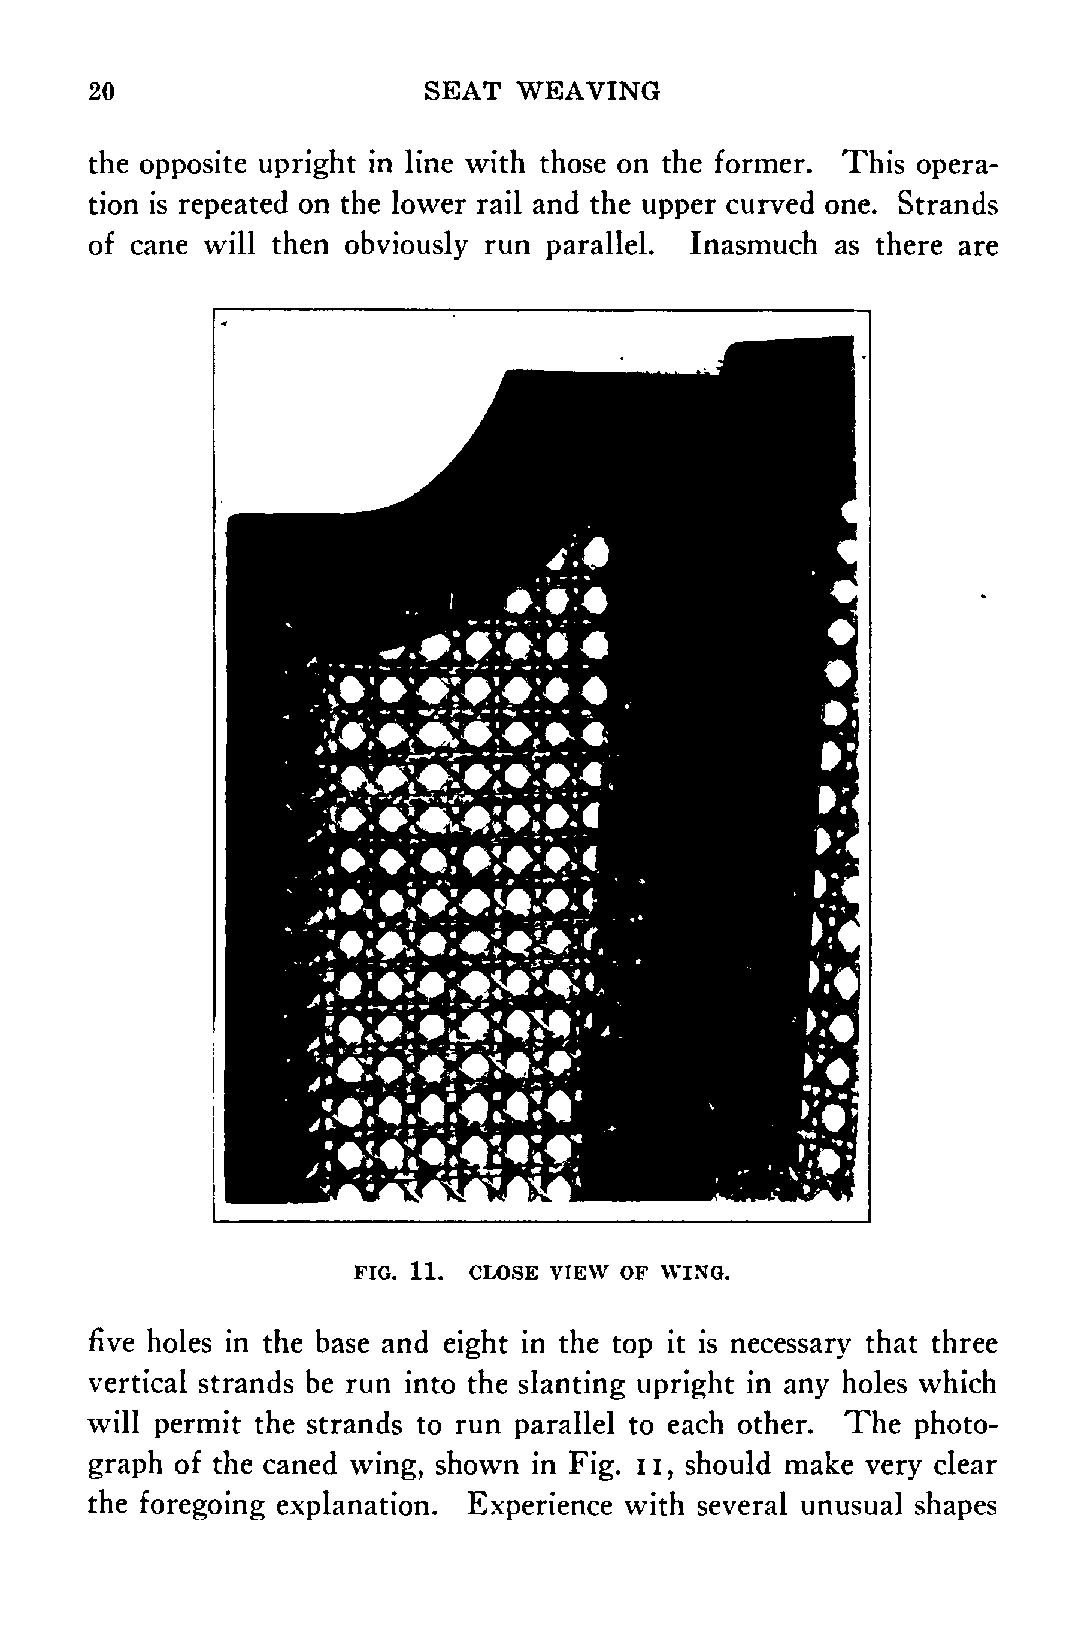 20 SEAT WEAVING
the opposite upright in line with those on the former. This opera-
tion is repeated on the lower rail and the upper curved one. Strands
of cane will then obviously run parallel. Inasmuch as there are
FIG. 11. CLOSE VIEW OF WING.
five holes in the base and eight in the top it is necessary that three
vertical strands be run into the slanting upright in any holes which
will permit the strands to run parallel to each other. The photo-
graph of the caned wing, shown in Fig. 11, should make very clear
the foregoing explanation. Experience with several unusual shapes